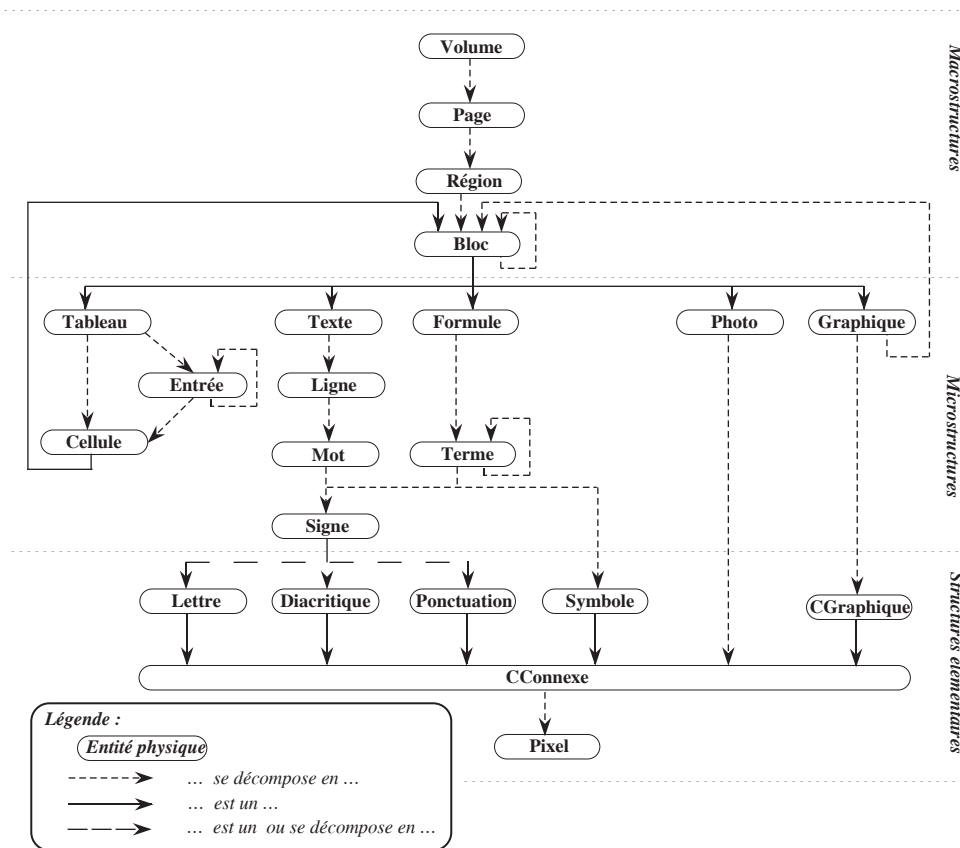 Volume
Macrostructures
Page
Région
Bloc
Tableau
Texte
Formule
Photo
Graphique
Entrée
Ligne
Microstructures
Cellule
Mot
Terme
Signe
Lettre
Diacritique
Ponctuation
Symbole
CGraphique
Structures élémentaires
CConnexe
Pixel
Légende :
Entité physique
… se décompose en …
… est un …
… est un ou se décompose en …